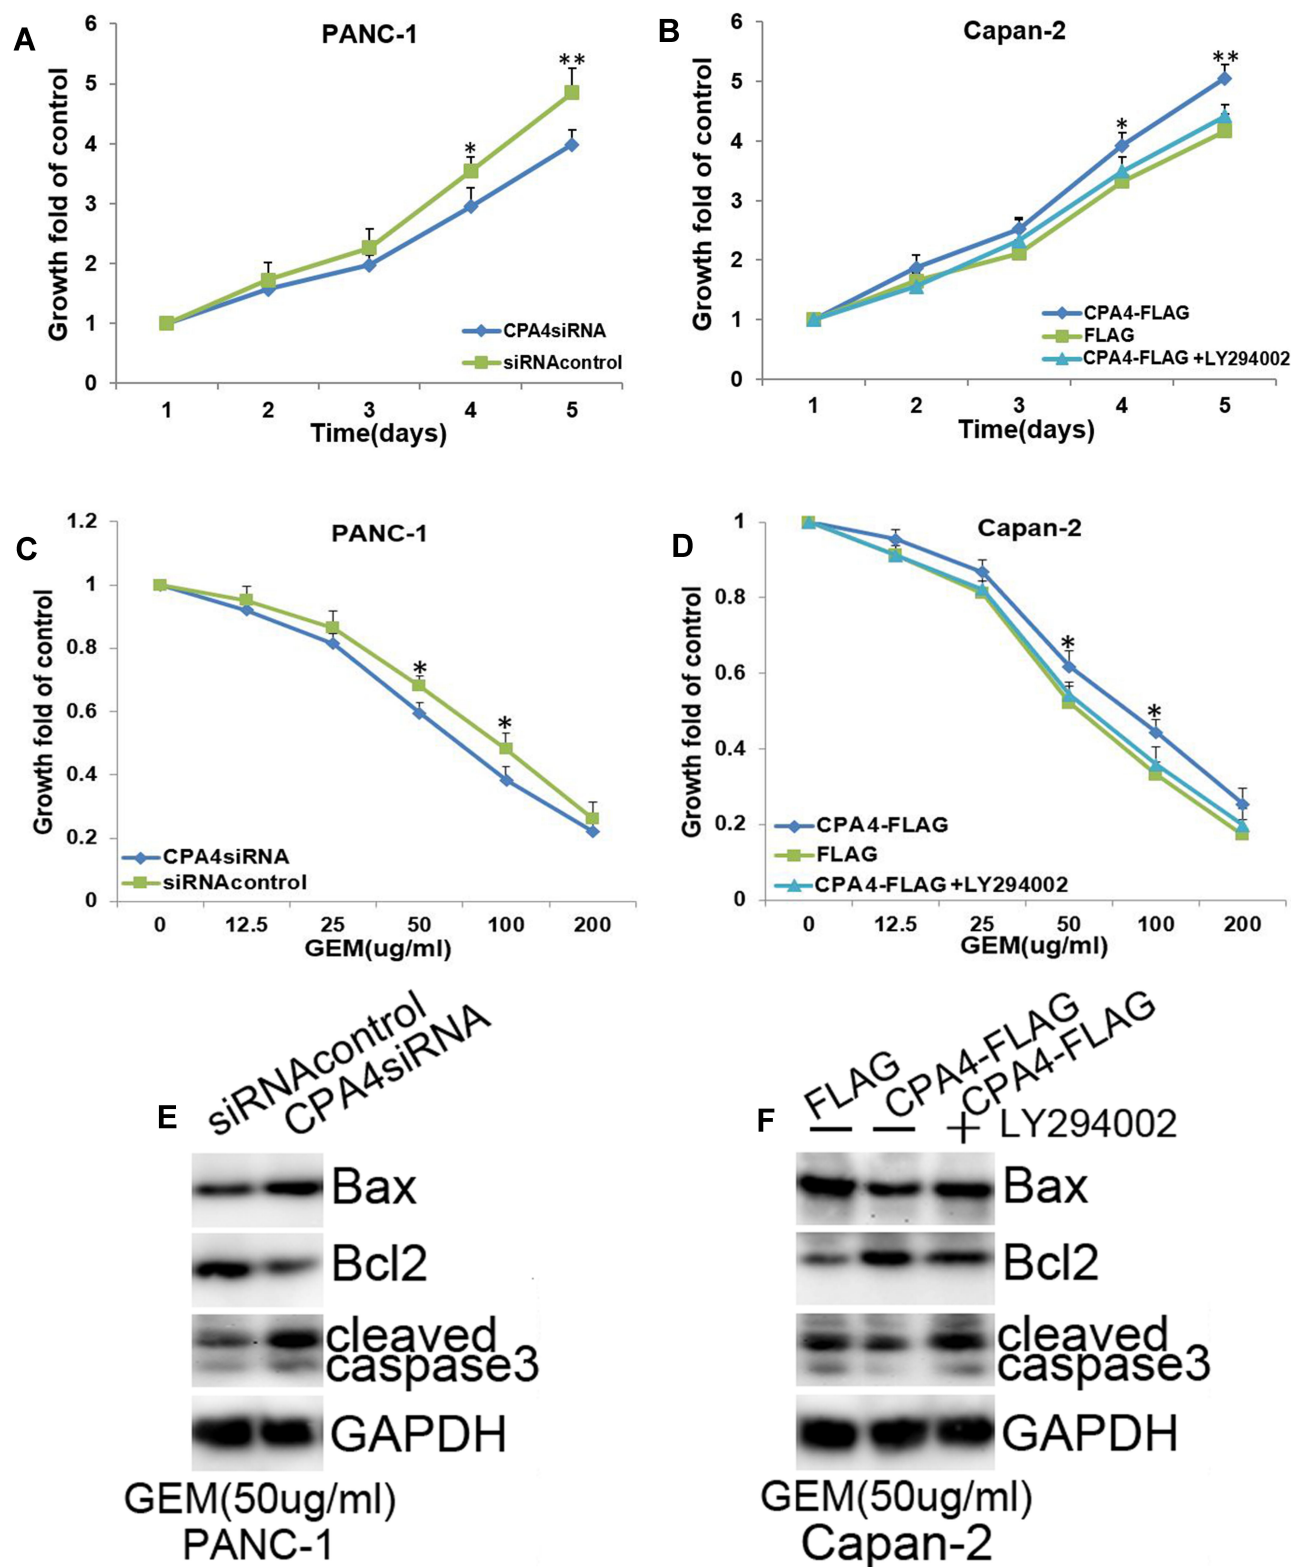 A
PANC-1
Growth fold of control
6
5
4
3
2
1
0
*
**
CPA4siRNA
siRNAcontrol
1 2 3 4 5
Time(days)
B
Capan-2
Growth fold of control
6
5
4
3
2
1
0
*
**
CPA4-FLAG
FLAG
CPA4-FLAG +LY294002
1 2 3 4 5
Time(days)
C
PANC-1
Growth fold of control
1.2
1
0.8
0.6
0.4
0.2
0
*
*
CPA4siRNA
siRNAcontrol
0 12.5 25 50 100 200
GEM(ug/ml)
D
Capan-2
Growth fold of control
1
0.8
0.6
0.4
0.2
0
*
*
CPA4-FLAG
FLAG
CPA4-FLAG +LY294002
0 12.5 25 50 100 200
GEM(ug/ml)
E
siRNAcontrol
CPA4siRNA
Bax
Bcl2
cleaved
caspase3
GAPDH
GEM(50ug/ml)
PANC-1
F
FLAG
CPA4-FLAG
CPA4-FLAG
— — + LY294002
Bax
Bcl2
cleaved
caspase3
GAPDH
GEM(50ug/ml)
Capan-2